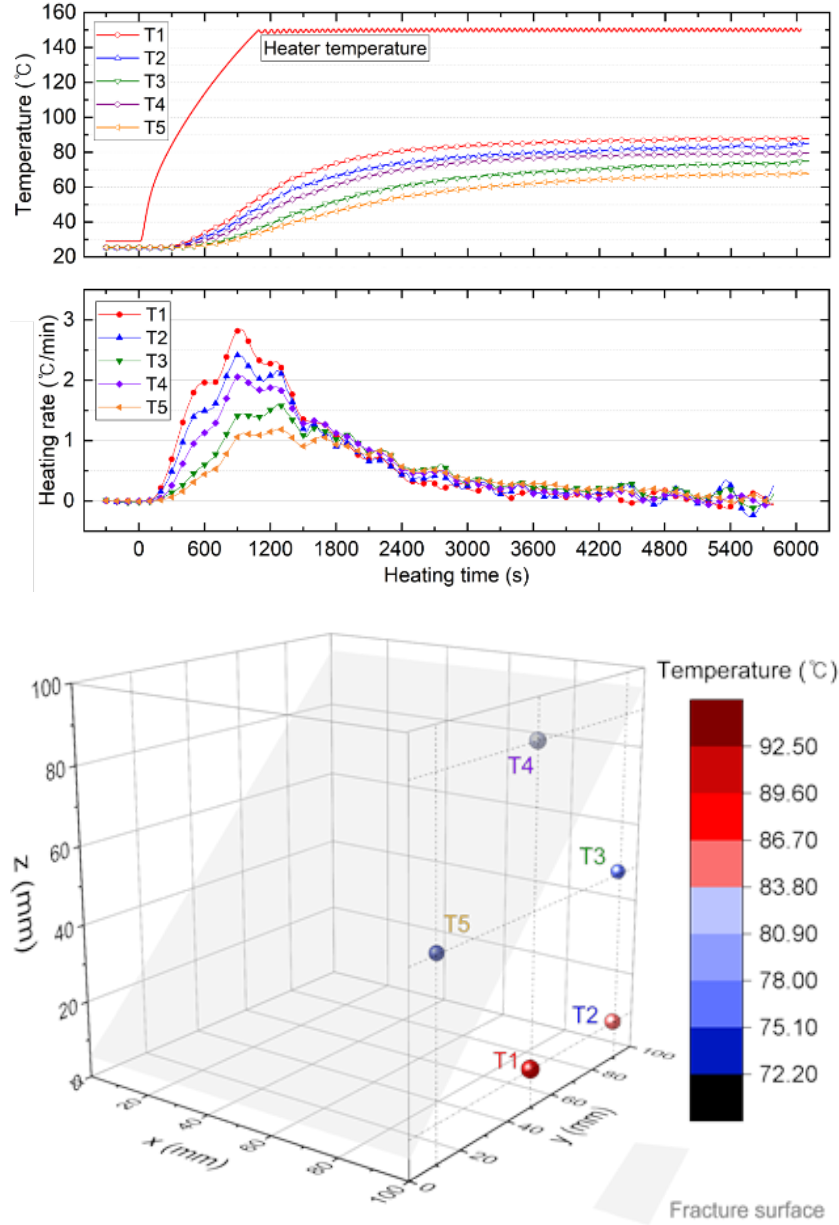 160
140
120
100
80
60
40
20
Temperature (℃)
T1
T2
T3
T4
T5
Heater temperature
3
2
1
0
Heating rate (℃/min)
T1
T2
T3
T4
T5
0 600 1200 1800 2400 3000 3600 4200 4800 5400 6000
Heating time (s)
100
80
60
40
20
0
z (mm)
20
40
60
80
100
x (mm)
0
20
40
60
80
100
y (mm)
T4
T3
T5
T2
T1
Temperature (℃)
92.50
89.60
86.70
83.80
80.90
78.00
75.10
72.20
Fracture surface